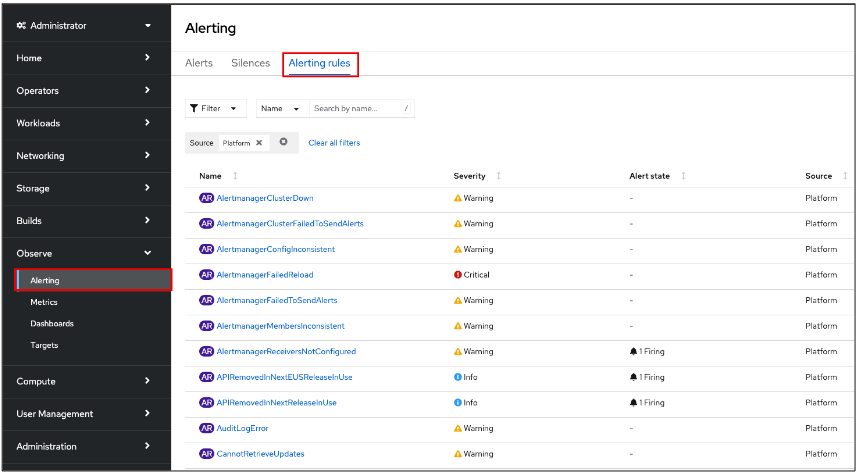 Administrator
Home
Operators
Workloads
Networking
Storage
Builds
Observe
Alerting
Metrics
Dashboards
Targets
Compute
User Management
Administration
Alerting
Alerts Silences Alerting rules
Filter Name Search by name... /
Source Platform Clear all filters
Name Severity Alert state Source
AR AlertmanagerClusterDown Warning - Platform
AR AlertmanagerClusterFailedToSendAlerts Warning - Platform
AR AlertmanagerConfigInconsistent Warning - Platform
AR AlertmanagerFailedReload Critical - Platform
AR AlertmanagerFailedToSendAlerts Warning - Platform
AR AlertmanagerMembersInconsistent Warning - Platform
AR AlertmanagerReceiversNotConfigured Warning 1 Firing Platform
AR APIRemovedInNextEUSReleaseInUse Info 1 Firing Platform
AR APIRemovedInNextReleaseInUse Info 1 Firing Platform
AR AuditLogError Warning - Platform
AR CannotRetrieveUpdates Warning - Platform